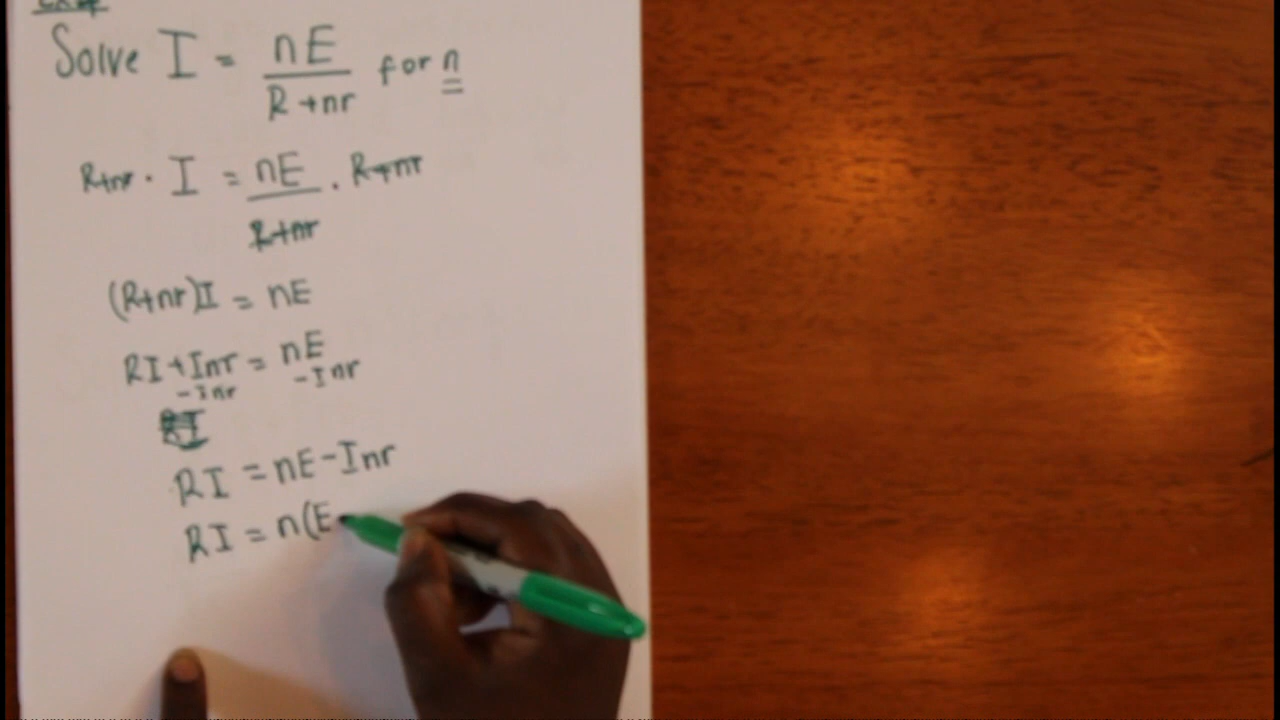 Solve I = nE / R+nr for n
R+nr · I = nE / R+nr · R+nr
(R+nr)I = nE
RI+Inr = nE
-Inr -Inr
RI
RI = nE-Inr
RI = n(E-